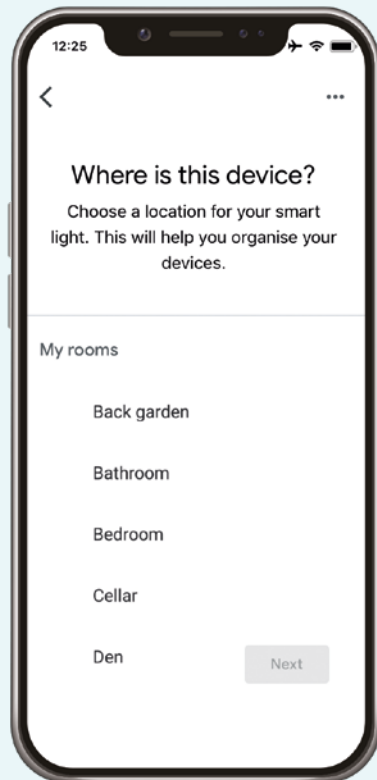 12:25
Where is this device?
Choose a location for your smart
light. This will help you organise your
devices.
My rooms
Back garden
Bathroom
Bedroom
Cellar
Den
Next